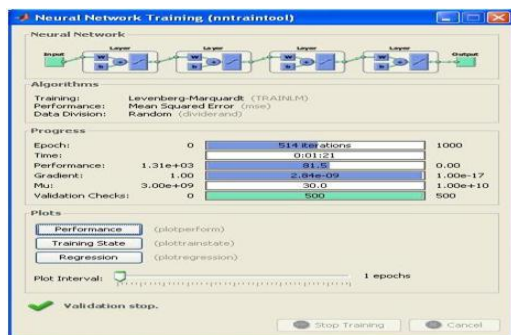 Neural Network Training (nntraintool)
Neural Network
Input Layer Layer Layer Layer Output
W W W W
b b b b
Algorithms
Training: Levenberg-Marquardt (TRAINLM)
Performance: Mean Squared Error (mse)
Data Division: Random (dividerand)
Progress
Epoch: 0 514 iterations 1000
Time: 0:01:21
Performance: 1.31e+03 81.5 0.00
Gradient: 1.00 2.84e-09 1.00e-17
Mu: 3.00e+09 30.0 1.00e+10
Validation Checks: 0 500 500
Plots
Performance (plotperform)
Training State (plottrainstate)
Regression (plotregression)
Plot Interval: 1 epochs
Validation stop.
Stop Training Cancel